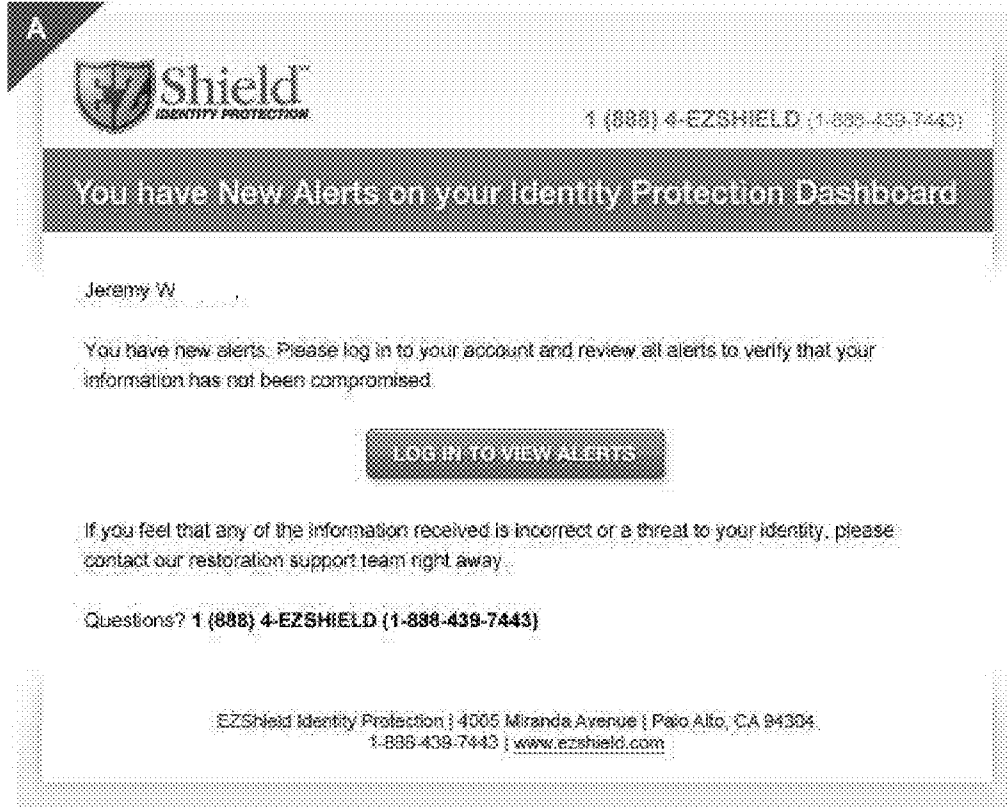 A
Shield™
IDENTITY PROTECTION
1 (888) 4-EZSHIELD (1-888-439-7443)
You have New Alerts on your Identity Protection Dashboard
Jeremy W ,
You have new alerts. Please log in to your account and review all alerts to verify that your
information has not been compromised.
LOG IN TO VIEW ALERTS
If you feel that any of the information received is incorrect or a threat to your identity, please
contact our restoration support team right away.
Questions? 1 (888) 4-EZSHIELD (1-888-439-7443)
EZShield Identity Protection | 4005 Miranda Avenue | Palo Alto, CA 94304
1-888-439-7443 | www.ezshield.com